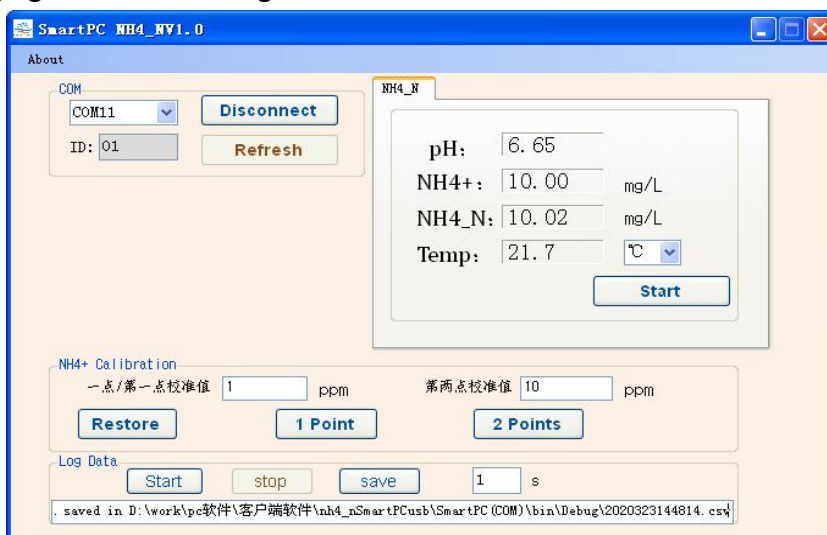 SmartPC NH4_NV1.0
About
COM
COM11
Disconnect
ID: 01
Refresh
NH4_N
pH: 6.65
NH4+: 10.00 mg/L
NH4_N: 10.02 mg/L
Temp: 21.7 ℃
Start
NH4+ Calibration
一点/第一点校准值 1 ppm
第两点校准值 10 ppm
Restore
1 Point
2 Points
Log Data
Start
stop
save
1 s
. saved in D:\work\pc软件\客户端软件\nh4_nSmartPCusb\SmartPC(COM)\bin\Debug\2020323144814.csv